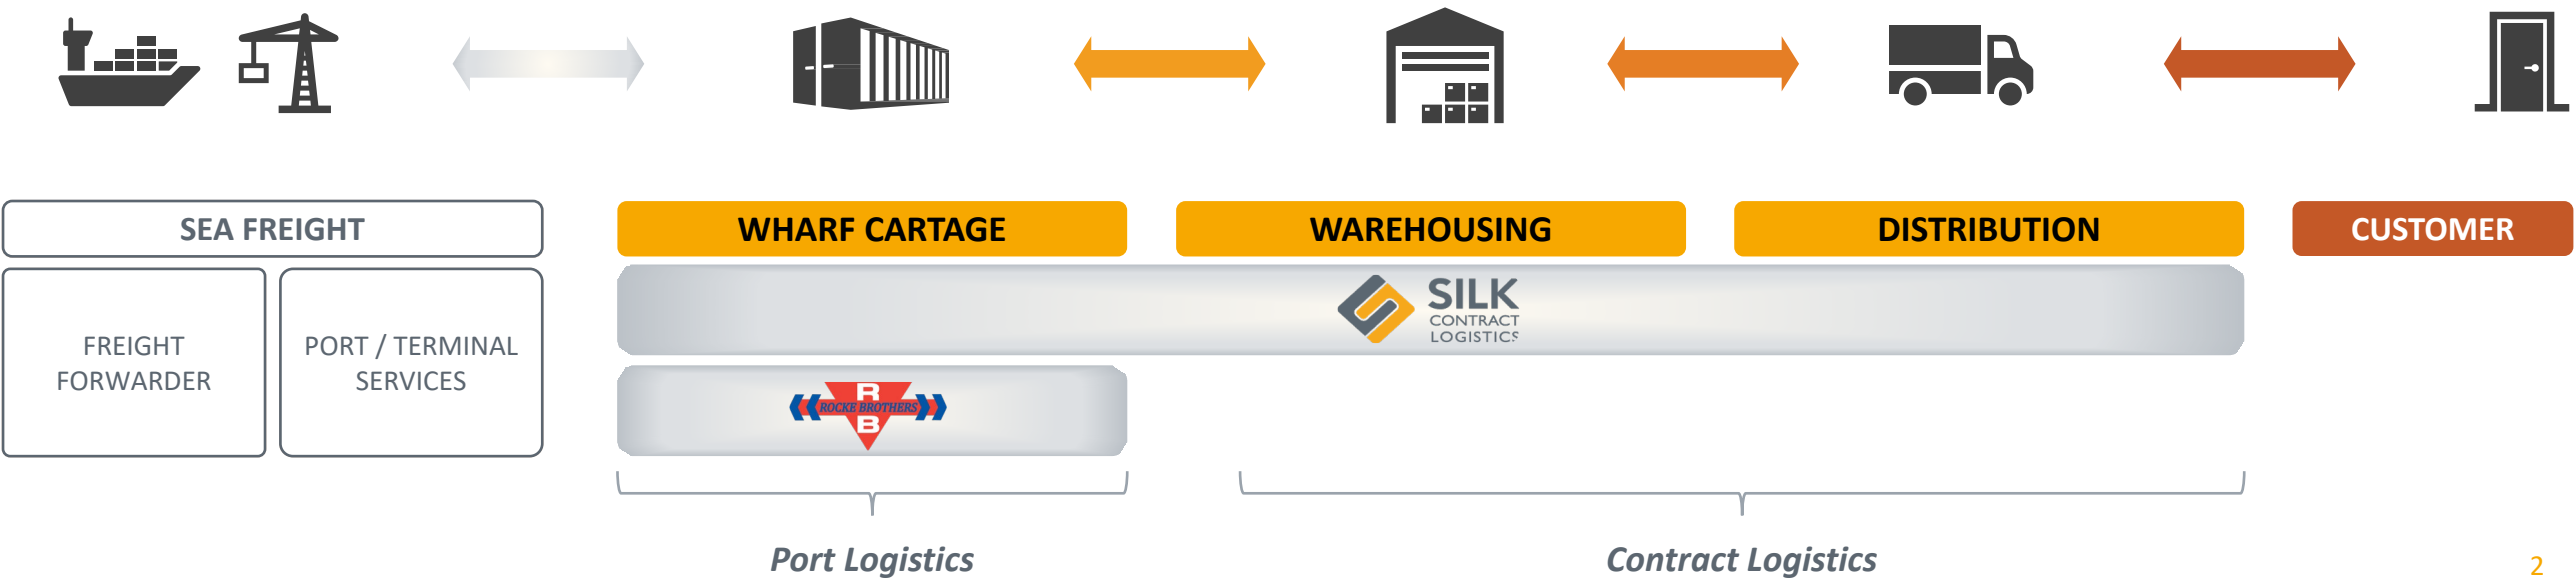 SEA FREIGHT
WHARF CARTAGE
WAREHOUSING
DISTRIBUTION
CUSTOMER
FREIGHT
FORWARDER
PORT / TERMINAL
SERVICES
SILK
CONTRACT
LOGISTICS
R
ROCKE BROTHERS
B
Port Logistics
Contract Logistics
2